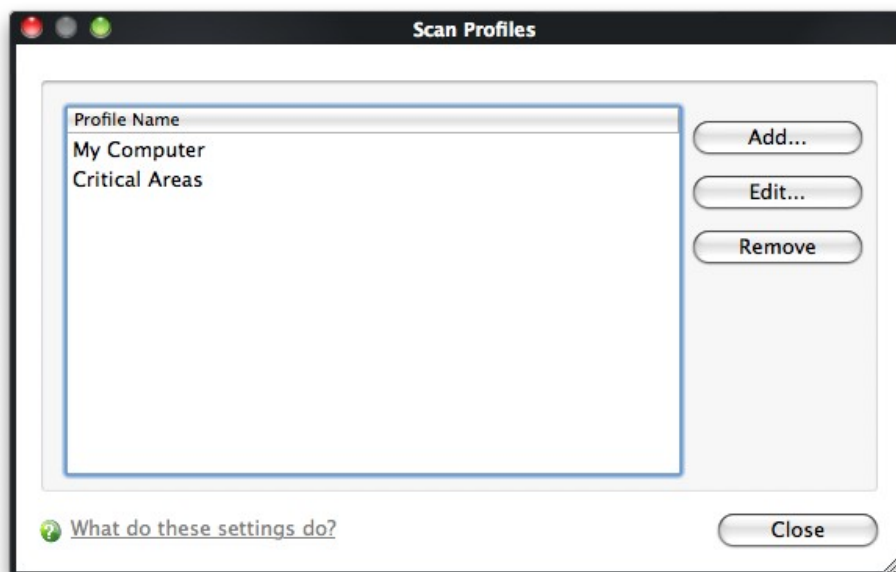 Scan Profiles
Profile Name
My Computer
Critical Areas
Add...
Edit...
Remove
What do these settings do?
Close